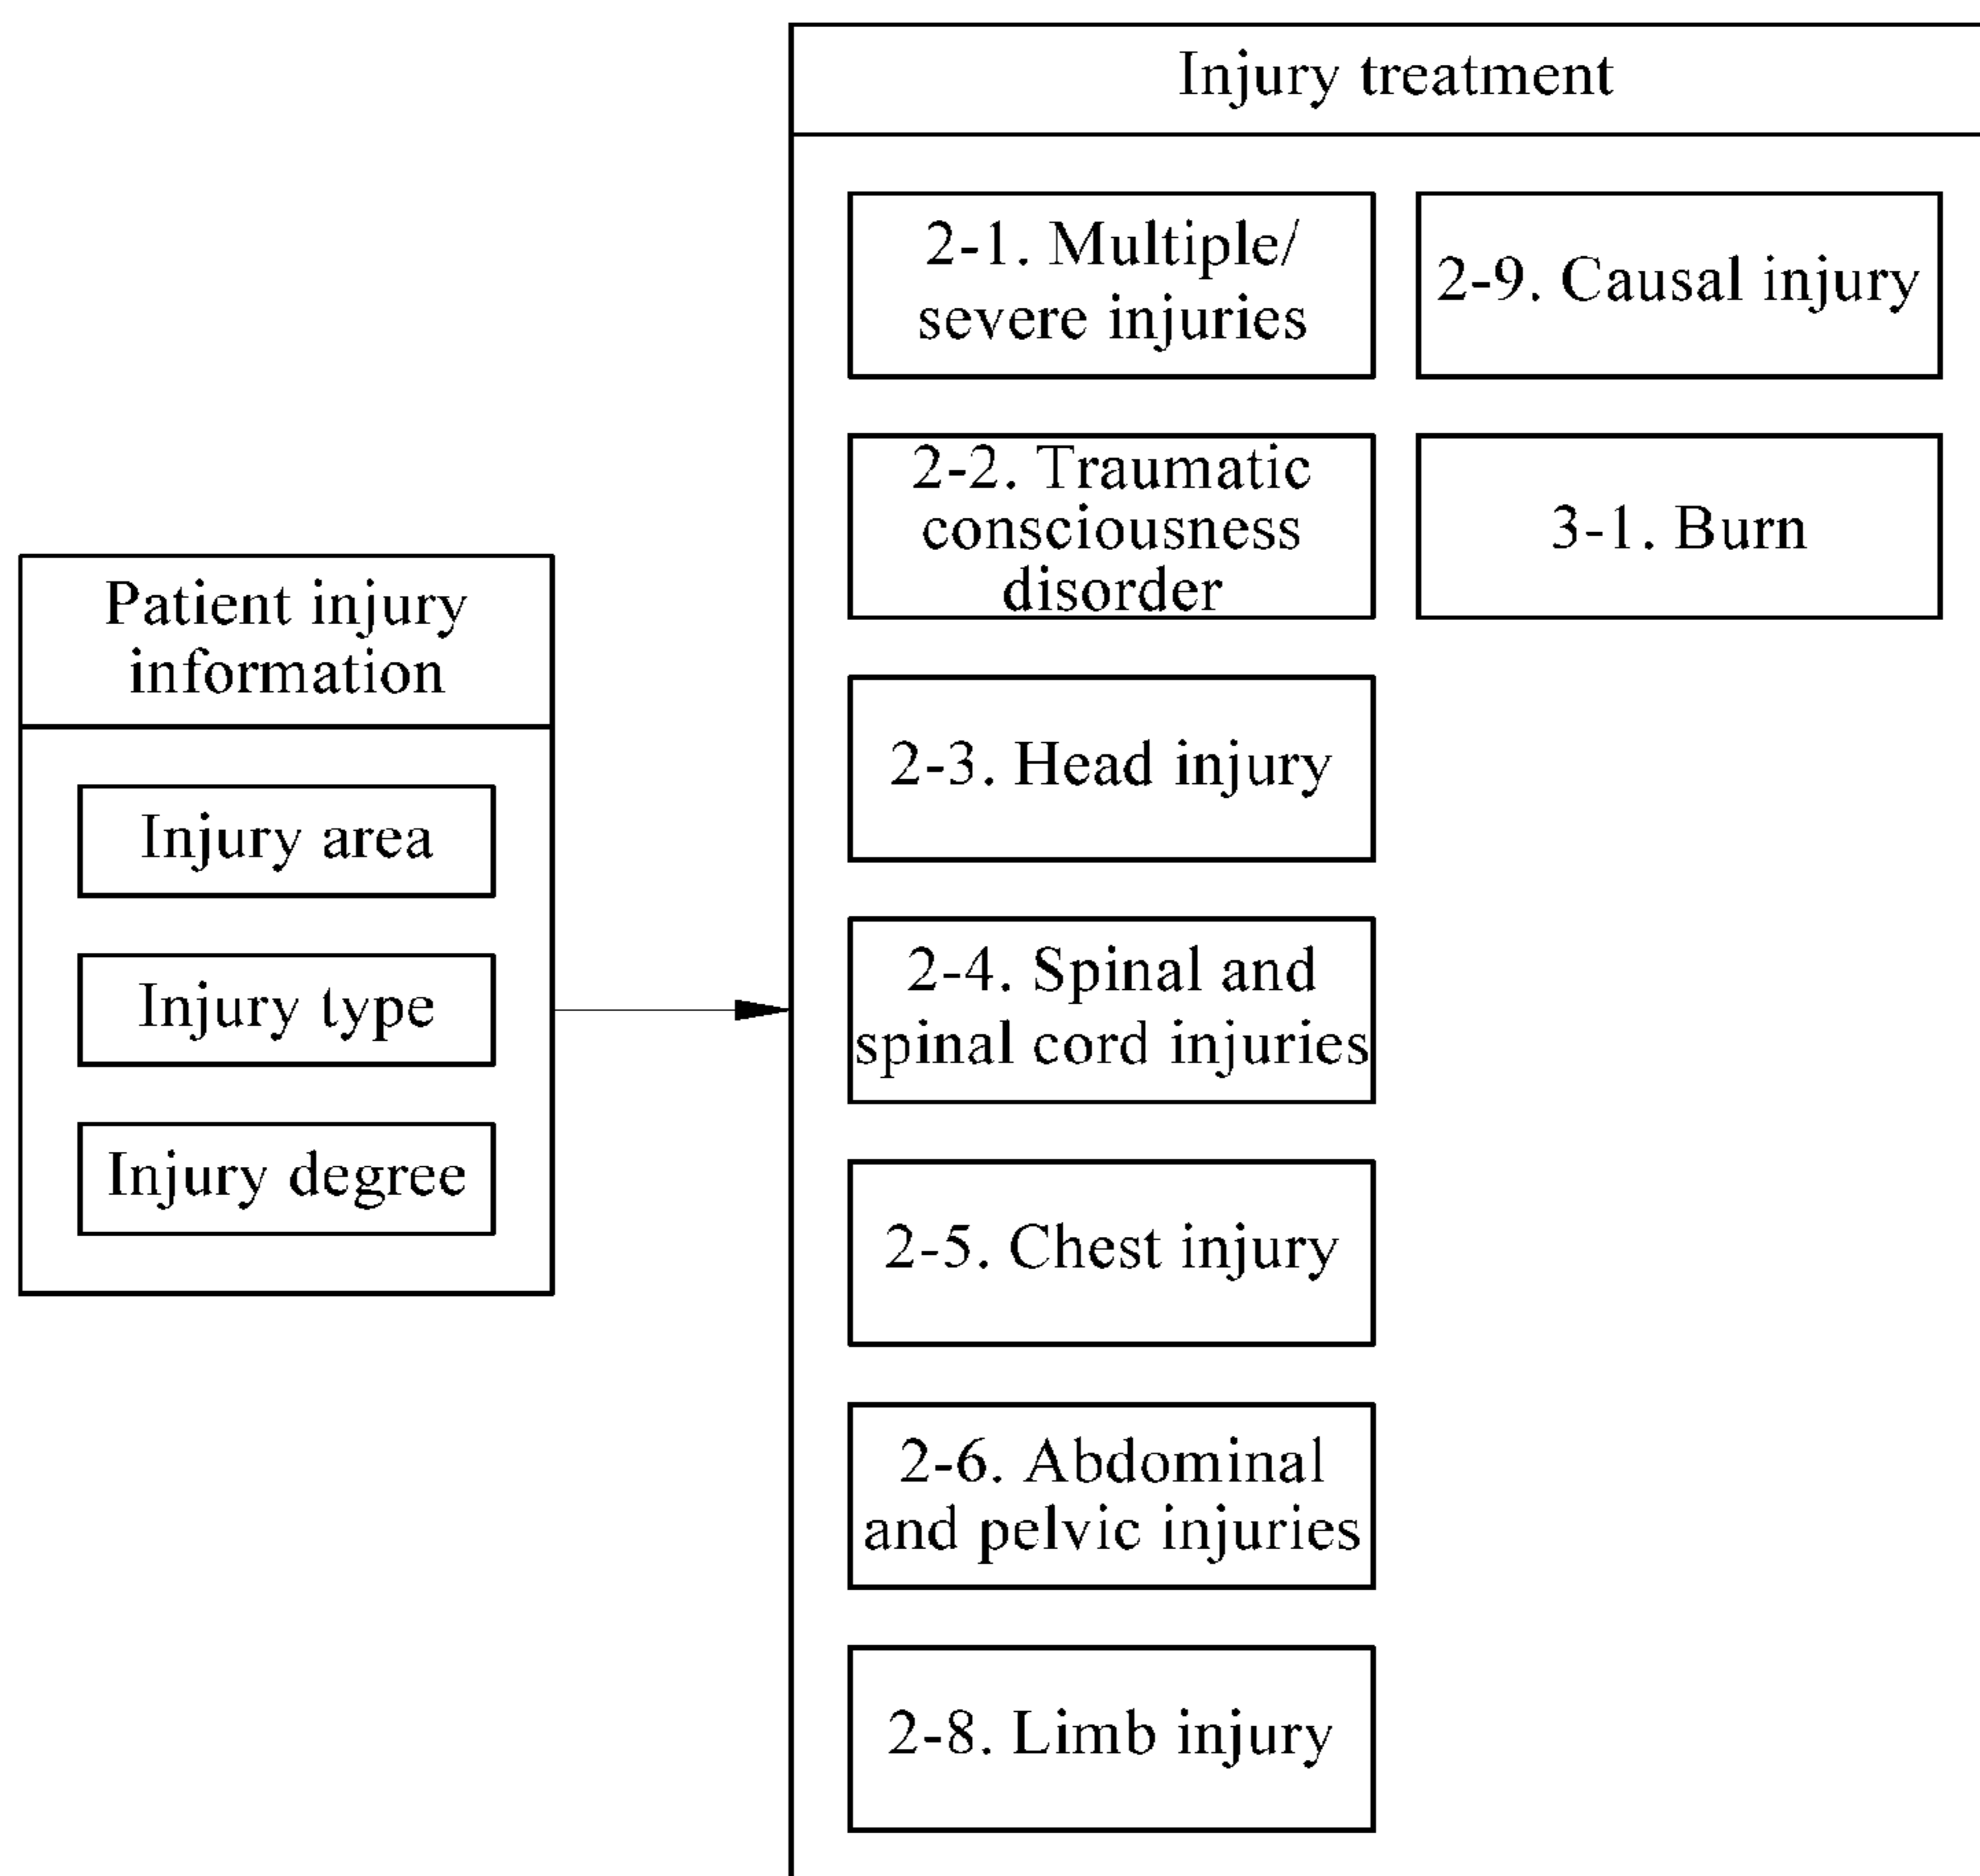 Patient injury
information
Injury area
Injury type
Injury degree
Injury treatment
2-1. Multiple/
severe injuries
2-2. Traumatic
consciousness
disorder
2-3. Head injury
2-4. Spinal and
spinal cord injuries
2-5. Chest injury
2-6. Abdominal
and pelvic injuries
2-8. Limb injury
2-9. Causal injury
3-1. Burn